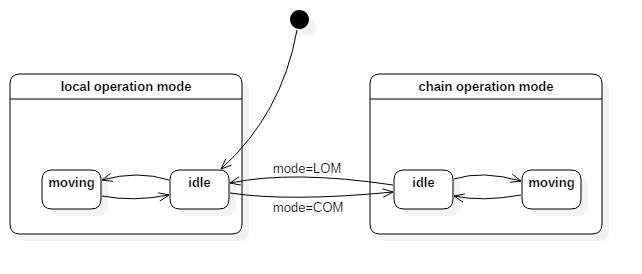 local operation mode
chain operation mode
mode=LOM
moving
idle
idle
moving
mode=COM